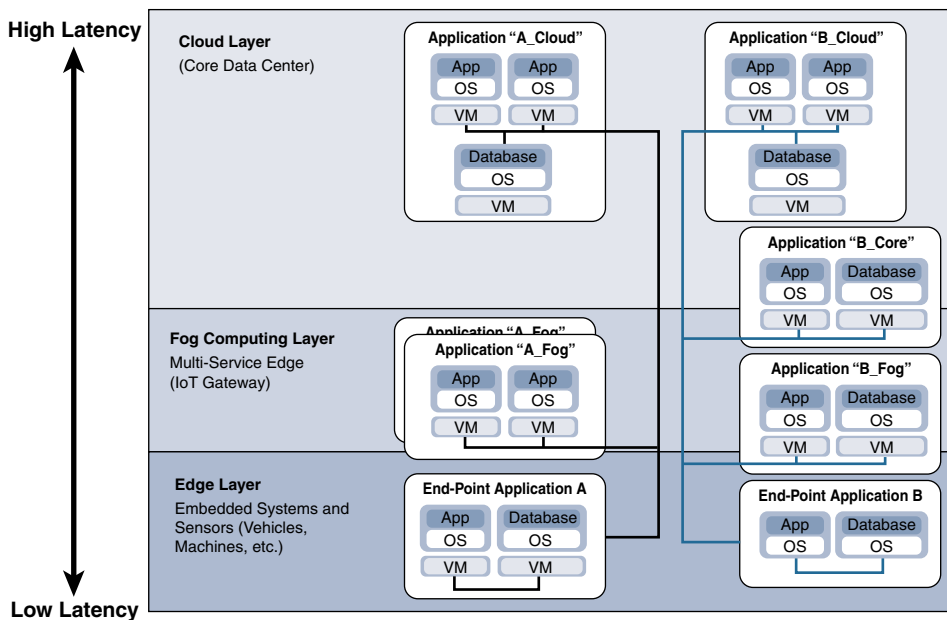 High Latency
Cloud Layer
(Core Data Center)
Application “A_Cloud”
App App
OS OS
VM VM
Database
OS
VM
Application “B_Cloud”
App App
OS OS
VM VM
Database
OS
VM
Application “B_Core”
App Database
OS OS
VM VM
Fog Computing Layer
Multi-Service Edge
(IoT Gateway)
Application “A_Fog”
Application “A_Fog”
App App
OS OS
VM VM
Application “B_Fog”
App Database
OS OS
VM VM
Edge Layer
Embedded Systems and
Sensors (Vehicles,
Machines, etc.)
End-Point Application A
App Database
OS OS
VM VM
End-Point Application B
App Database
OS OS
Low Latency